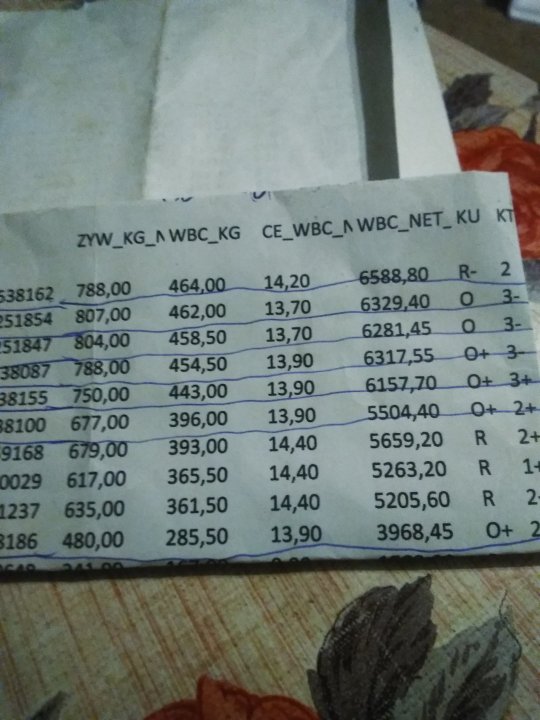 ZYW_KG_N WBC_KG CE_WBC_N WBC_NET_ KU KT
538162 788,00 464,00 14,20 6588,80 R- 2
251854 807,00 462,00 13,70 6329,40 O 3-
251847 804,00 458,50 13,70 6281,45 O 3-
38087 788,00 454,50 13,90 6317,55 O+ 3-
38155 750,00 443,00 13,90 6157,70 O+ 3+
38100 677,00 396,00 13,90 5504,40 O+ 2+
9168 679,00 393,00 14,40 5659,20 R 2+
0029 617,00 365,50 14,40 5263,20 R 1+
1237 635,00 361,50 14,40 5205,60 R 2
3186 480,00 285,50 13,90 3968,45 O+ 2